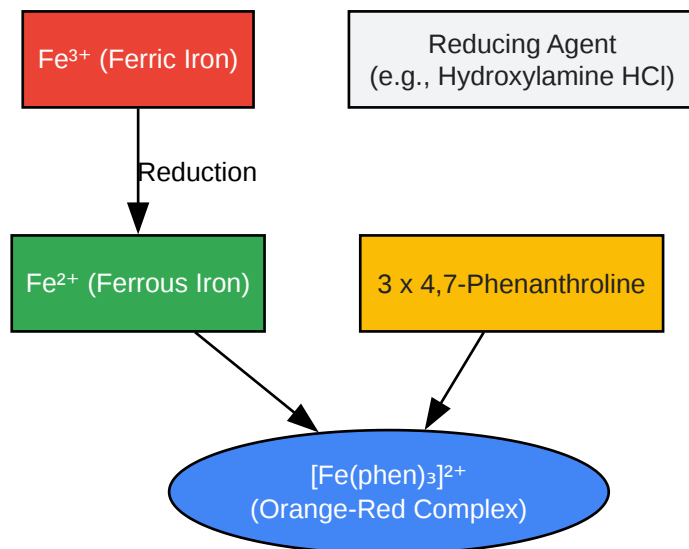 Fe³⁺ (Ferric Iron)
Reducing Agent
(e.g., Hydroxylamine HCl)
Reduction
Fe²⁺ (Ferrous Iron)
3 x 4,7-Phenanthroline
[Fe(phen)₃]²⁺
(Orange-Red Complex)